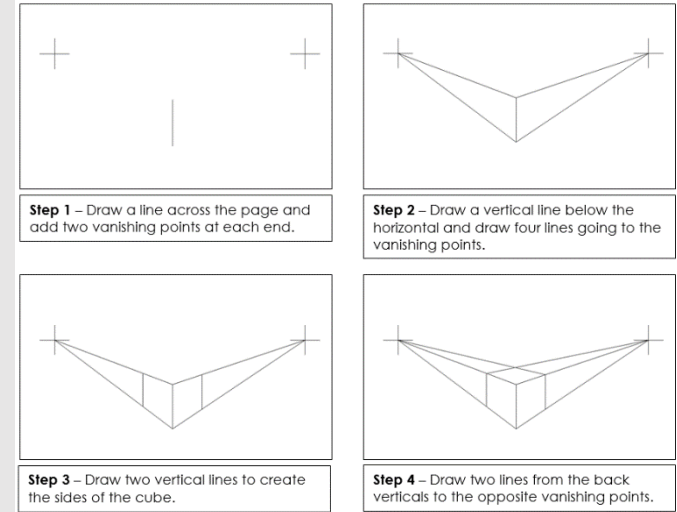 Step 1 – Draw a line across the page and
add two vanishing points at each end.
Step 2 – Draw a vertical line below the
horizontal and draw four lines going to the
vanishing points.
Step 3 – Draw two vertical lines to create
the sides of the cube.
Step 4 – Draw two lines from the back
verticals to the opposite vanishing points.